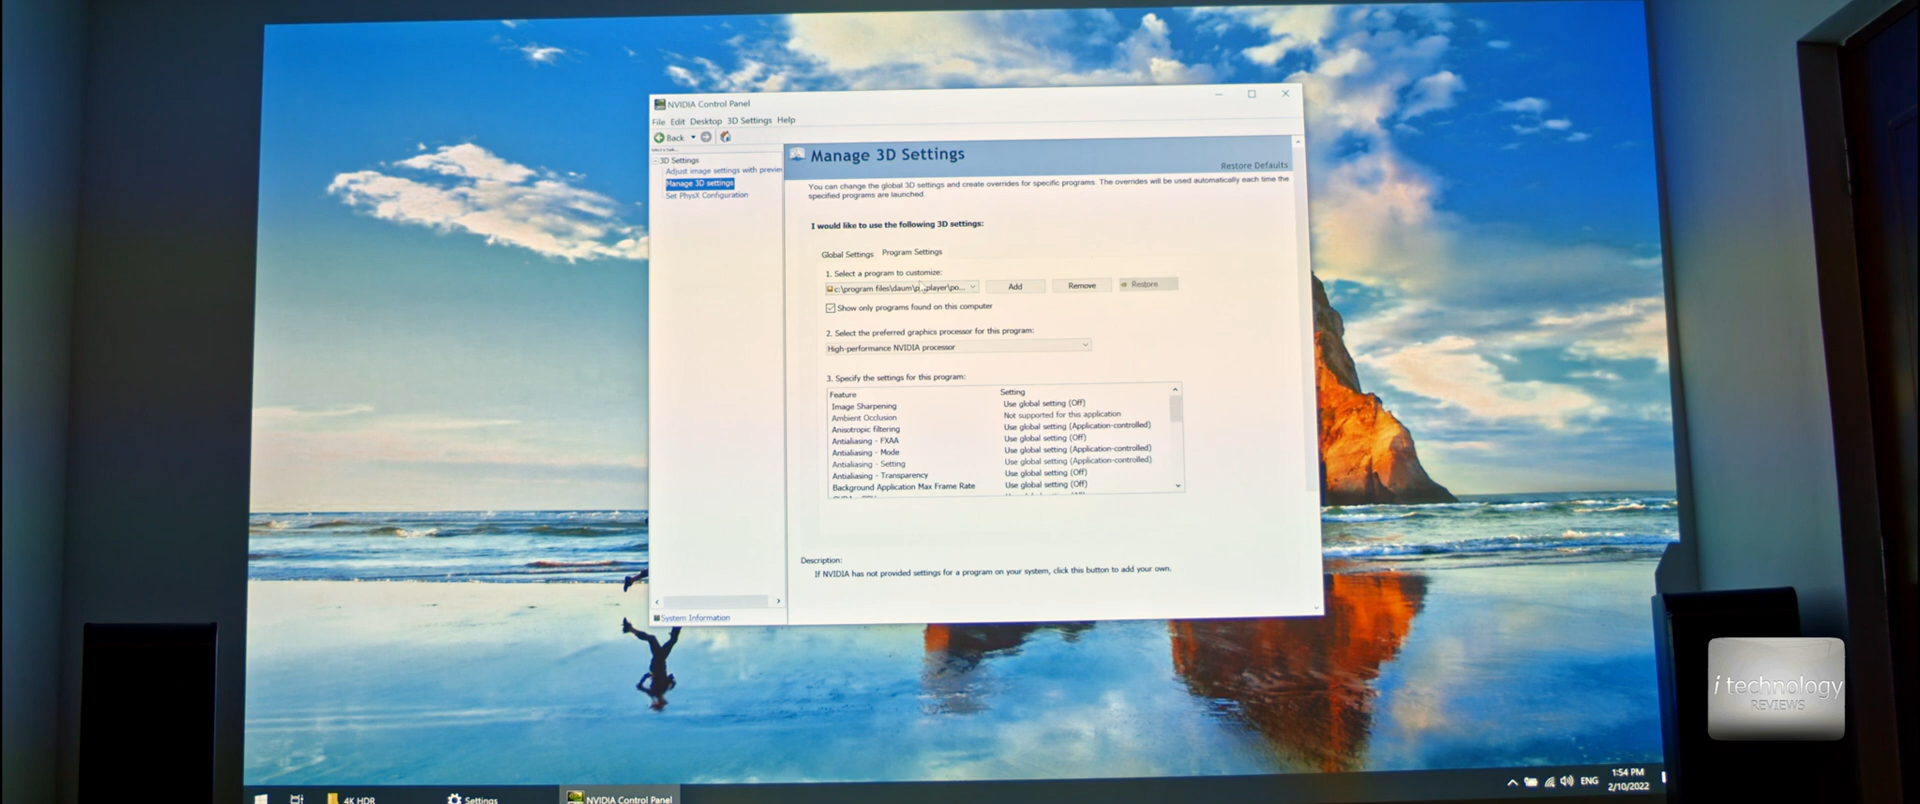 NVIDIA Control Panel
File Edit Desktop 3D Settings Help
Back
3D Settings
Adjust image settings with preview
Manage 3D settings
Set PhysX Configuration
System Information
Manage 3D Settings
Restore Defaults
You can change the global 3D settings and create overrides for specific programs. The overrides will be used automatically each time the
specified programs are launched.
I would like to use the following 3D settings:
Global Settings Program Settings
1. Select a program to customize:
c:\program files\daum\p...player\po... Add Remove Restore
Show only programs found on this computer
2. Select the preferred graphics processor for this program:
High-performance NVIDIA processor
3. Specify the settings for this program:
Feature Setting
Image Sharpening Use global setting (Off)
Ambient Occlusion Not supported for this application
Anisotropic filtering Use global setting (Application-controlled)
Antialiasing - FXAA Use global setting (Off)
Antialiasing - Mode Use global setting (Application-controlled)
Antialiasing - Setting Use global setting (Application-controlled)
Antialiasing - Transparency Use global setting (Off)
Background Application Max Frame Rate Use global setting (Off)
Description:
If NVIDIA has not provided settings for a program on your system, click this button to add your own.
i technology
REVIEWS
4K HDR Settings NVIDIA Control Panel
ENG
1:54 PM
2/10/2022